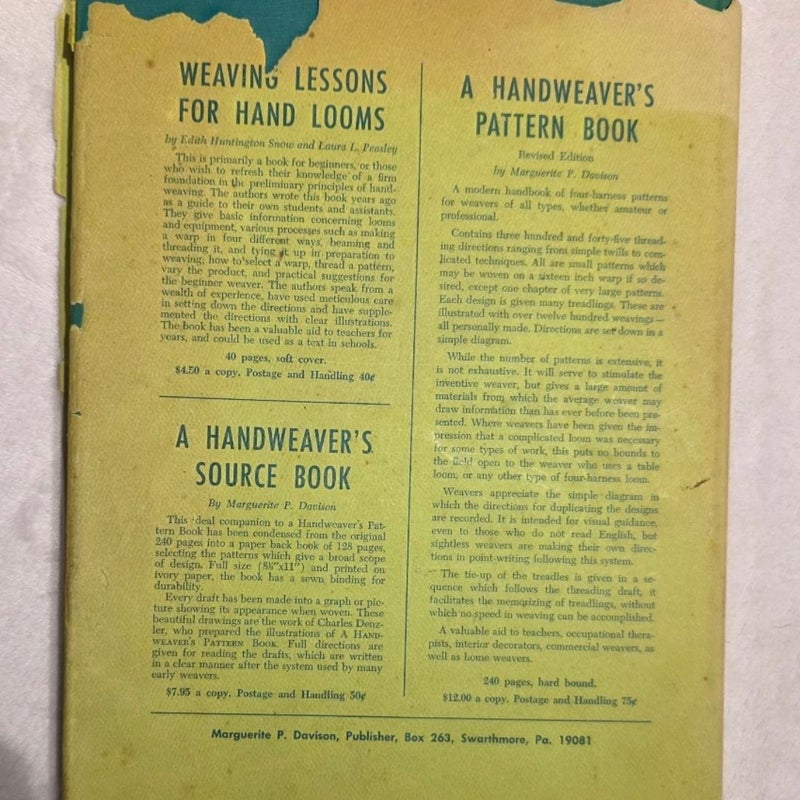 WEAVING LESSONS
FOR HAND LOOMS
by Edith Huntington Snow and Laura L. Peasley
This is primarily a book for beginners, or those
who wish to refresh their knowledge of a firm
foundation in the preliminary principles of hand-
weaving. The authors wrote this book years ago
as a guide to their own students and assistants.
They give basic information concerning looms
and equipment, various processes such as making
a warp in four different ways, beaming and
threading it, and tying it up in preparation to
weaving; how to select a warp, thread a pattern,
vary the product, and practical suggestions for
the beginner weaver. The authors speak from a
wealth of experience, have used meticulous care
in setting down the directions and have supple-
mented the directions with clear illustrations.
The book has been a valuable aid to teachers for
years, and could be used as a text in schools.
40 pages, soft cover.
$4.50 a copy. Postage and Handling 40¢
A HANDWEAVER'S
SOURCE BOOK
By Marguerite P. Davison
This ideal companion to a Handweaver's Pat-
tern Book has been condensed from the original
240 pages into a paper back book of 128 pages,
selecting the patterns which give a broad scope
of design. Full size (8½"x11") and printed on
ivory paper, the book has a sewn binding for
durability.
Every draft has been made into a graph or pic-
ture showing its appearance when woven. These
beautiful drawings are the work of Charles Denz-
ler, who prepared the illustrations of A HAND-
WEAVER'S PATTERN BOOK. Full directions are
given for reading the drafts, which are written
in a clear manner after the system used by many
early weavers.
$7.95 a copy. Postage and Handling 50¢
A HANDWEAVER'S
PATTERN BOOK
Revised Edition
by Marguerite P. Davison
A modern handbook of four-harness patterns
for weavers of all types, whether amateur or
professional.
Contains three hundred and forty-five thread-
ing directions ranging from simple twills to com-
plicated techniques. All are small patterns which
may be woven on a sixteen inch warp if so de-
sired, except one chapter of very large patterns.
Each design is given many treadlings. These are
illustrated with over twelve hundred weavings—
all personally made. Directions are set down in a
simple diagram.
While the number of patterns is extensive, it
is not exhaustive. It will serve to stimulate the
inventive weaver, but gives a large amount of
materials from which the average weaver may
draw information than has ever before been pre-
sented. Where weavers have been given the im-
pression that a complicated loom was necessary
for some types of work, this puts no bounds to
the field open to the weaver who uses a table
loom, or any other type of four-harness loom.
Weavers appreciate the simple diagram in
which the directions for duplicating the designs
are recorded. It is intended for visual guidance,
even to those who do not read English, but
sightless weavers are making their own direc-
tions in point-writing following this system.
The tie-up of the treadles is given in a se-
quence which follows the threading draft, it
facilitates the memorizing of treadlings, without
which no speed in weaving can be accomplished.
A valuable aid to teachers, occupational thera-
pists, interior decorators, commercial weavers, as
well as home weavers.
240 pages, hard bound.
$12.00 a copy. Postage and Handling 75¢
Marguerite P. Davison, Publisher, Box 263, Swarthmore, Pa. 19081